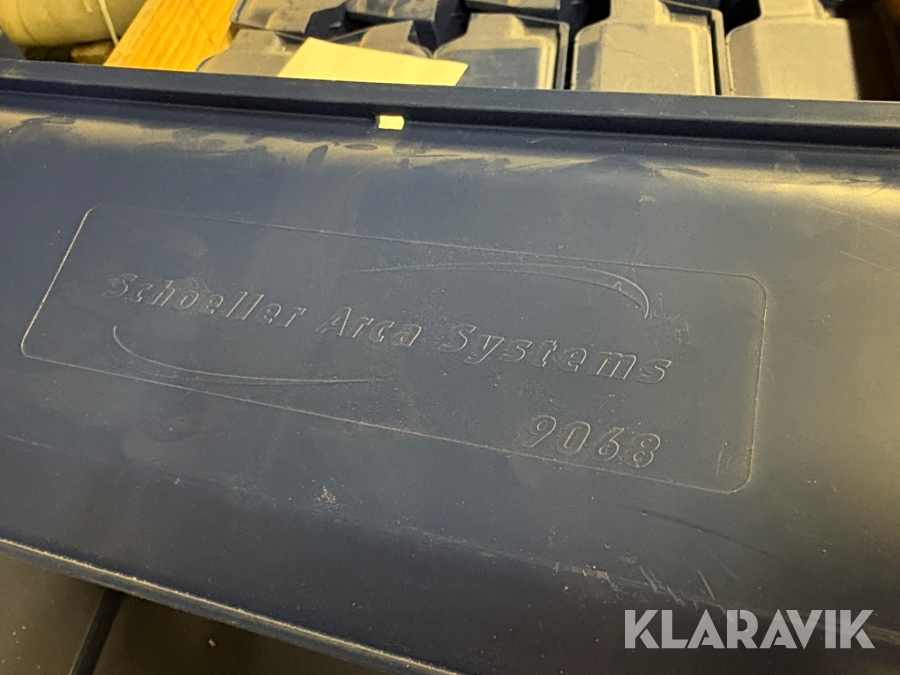 Schoeller Arca Systems
9068
KLARAVIK